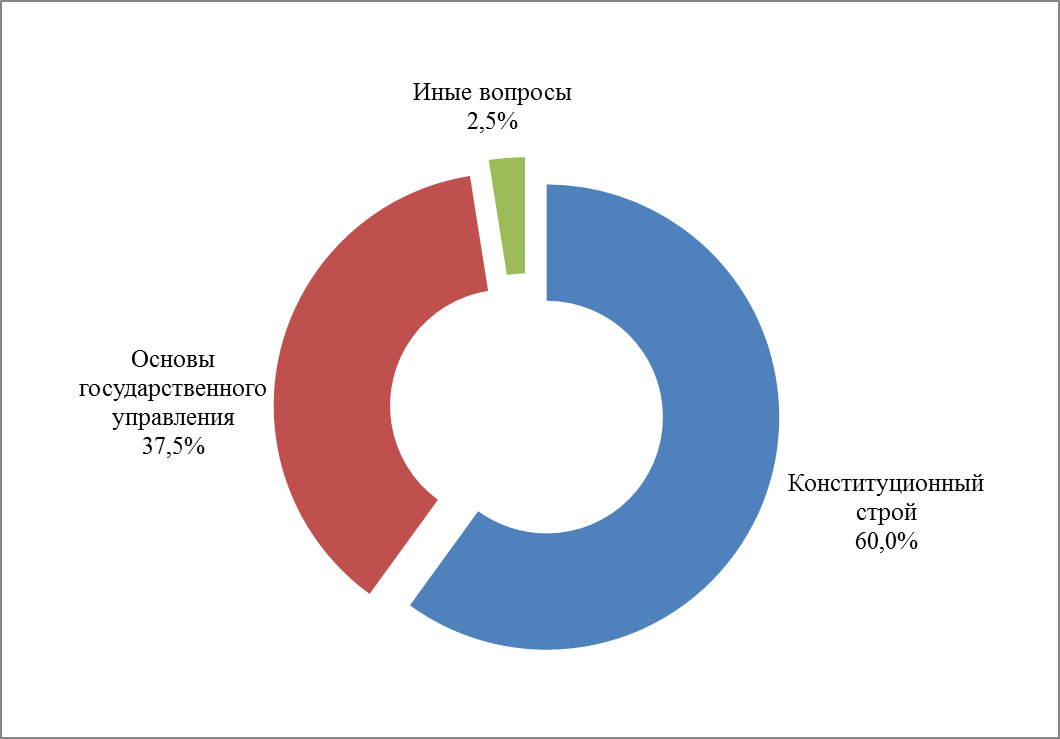 Иные вопросы
2,5%
Основы
государственного
управления
37,5%
Конституционный
строй
60,0%